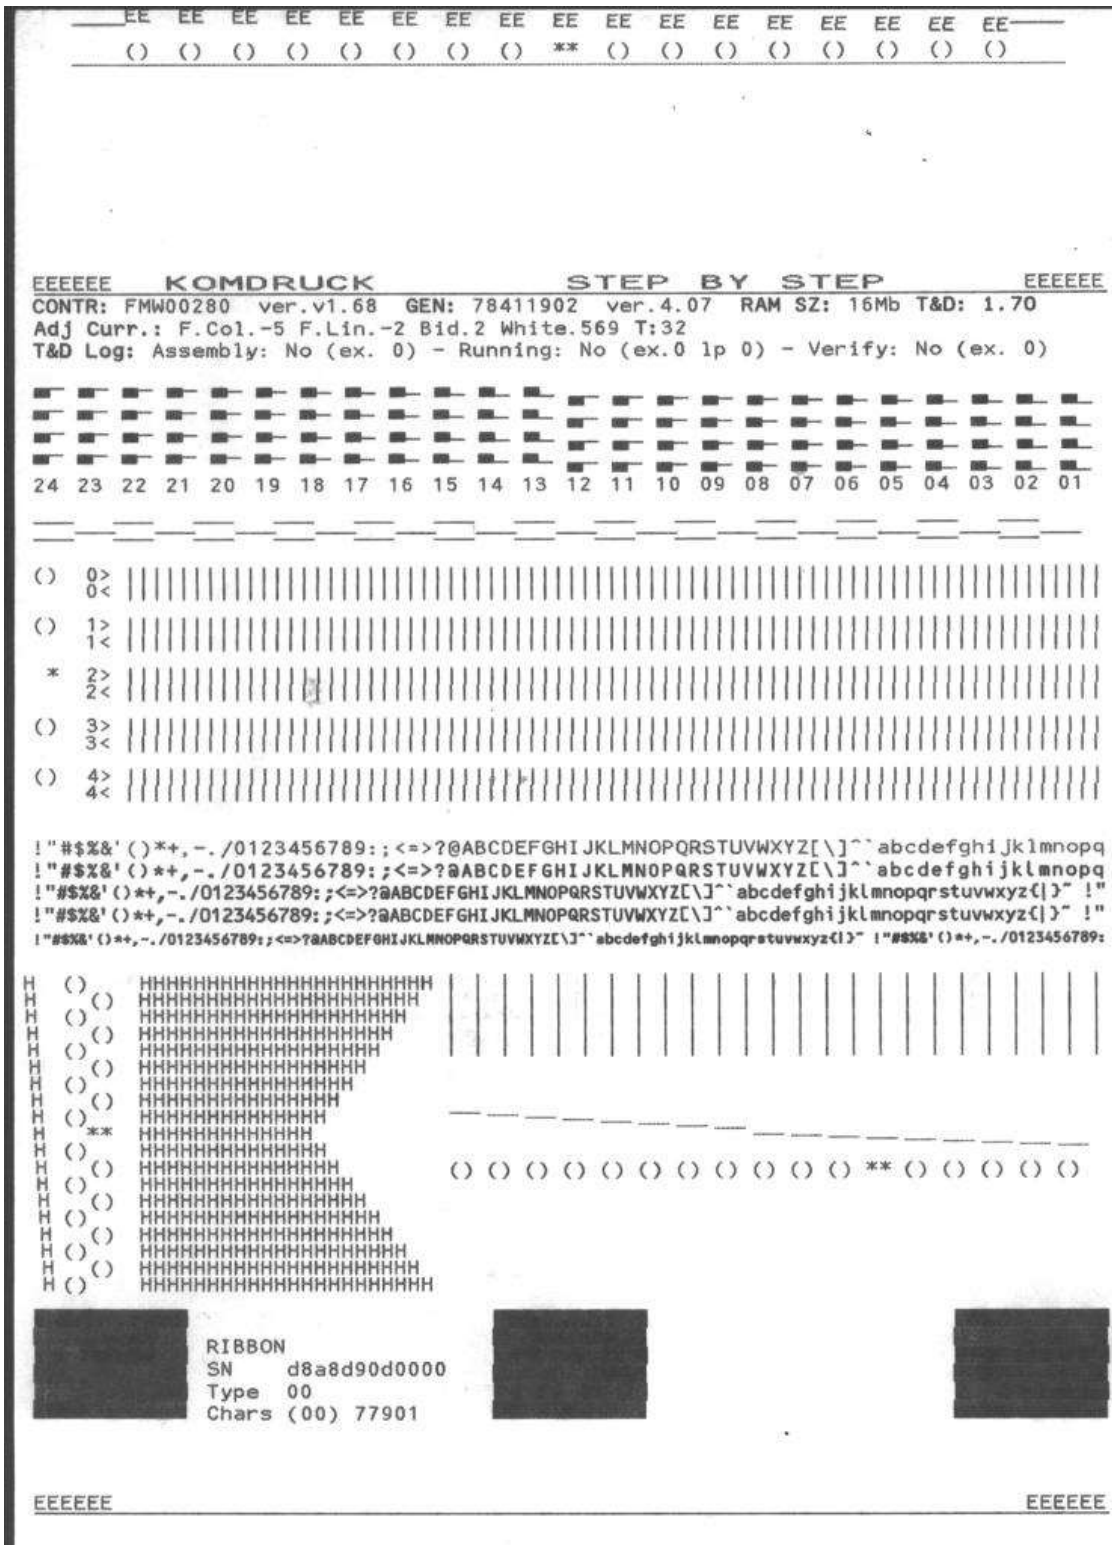 EE EE EE EE EE EE EE EE EE EE EE EE EE EE EE EE EE
() () () () () () () () ** () () () () () () () ()
EEEEEE KOMDRUCK STEP BY STEP EEEEEE
CONTR: FMW00280 ver.v1.68 GEN: 78411902 ver.4.07 RAM SZ: 16Mb T&D: 1.70
Adj Curr.: F.Col.-5 F.Lin.-2 Bid.2 White.569 T:32
T&D Log: Assembly: No (ex. 0) - Running: No (ex.0 lp 0) - Verify: No (ex. 0)
24 23 22 21 20 19 18 17 16 15 14 13 12 11 10 09 08 07 06 05 04 03 02 01
() 0>
0<
() 1>
1<
* 2>
2<
() 3>
3<
() 4>
4<
!"#$%&'()*+,-./0123456789:;<=>?@ABCDEFGHIJKLMNOPQRSTUVWXYZ[\]^`abcdefghijklmnopq
!"#$%&'()*+,-./0123456789:;<=>?@ABCDEFGHIJKLMNOPQRSTUVWXYZ[\]^`abcdefghijklmnopq
!"#$%&'()*+,-./0123456789:;<=>?@ABCDEFGHIJKLMNOPQRSTUVWXYZ[\]^`abcdefghijklmnopqrstuvwxyz{|}~ !"
!"#$%&'()*+,-./0123456789:;<=>?@ABCDEFGHIJKLMNOPQRSTUVWXYZ[\]^`abcdefghijklmnopqrstuvwxyz{|}~ !"
!"#$%&'()*+,-./0123456789:;<=>?@ABCDEFGHIJKLMNOPQRSTUVWXYZ[\]^`abcdefghijklmnopqrstuvwxyz{|}~ !"#$%&'()*+,-./0123456789:
H () HHHHHHHHHHHHHHHHHHHHHH
H () HHHHHHHHHHHHHHHHHHHHH
H () HHHHHHHHHHHHHHHHHHHH
H () HHHHHHHHHHHHHHHHHHH
H () HHHHHHHHHHHHHHHHHH
H () HHHHHHHHHHHHHHHHH
H () HHHHHHHHHHHHHHHH
H () HHHHHHHHHHHHHHH
H () HHHHHHHHHHHHHH
H ** HHHHHHHHHHHHH
H () HHHHHHHHHHHHHH
H () HHHHHHHHHHHHHHH
H () HHHHHHHHHHHHHHHH
H () HHHHHHHHHHHHHHHHH
H () HHHHHHHHHHHHHHHHHH
H () HHHHHHHHHHHHHHHHHHH
H () HHHHHHHHHHHHHHHHHHHH
H () HHHHHHHHHHHHHHHHHHHHH
H () HHHHHHHHHHHHHHHHHHHHHH
() () () () () () () () () () () ** () () () () ()
RIBBON
SN d8a8d90d0000
Type 00
Chars (00) 77901
EEEEEE EEEEEE